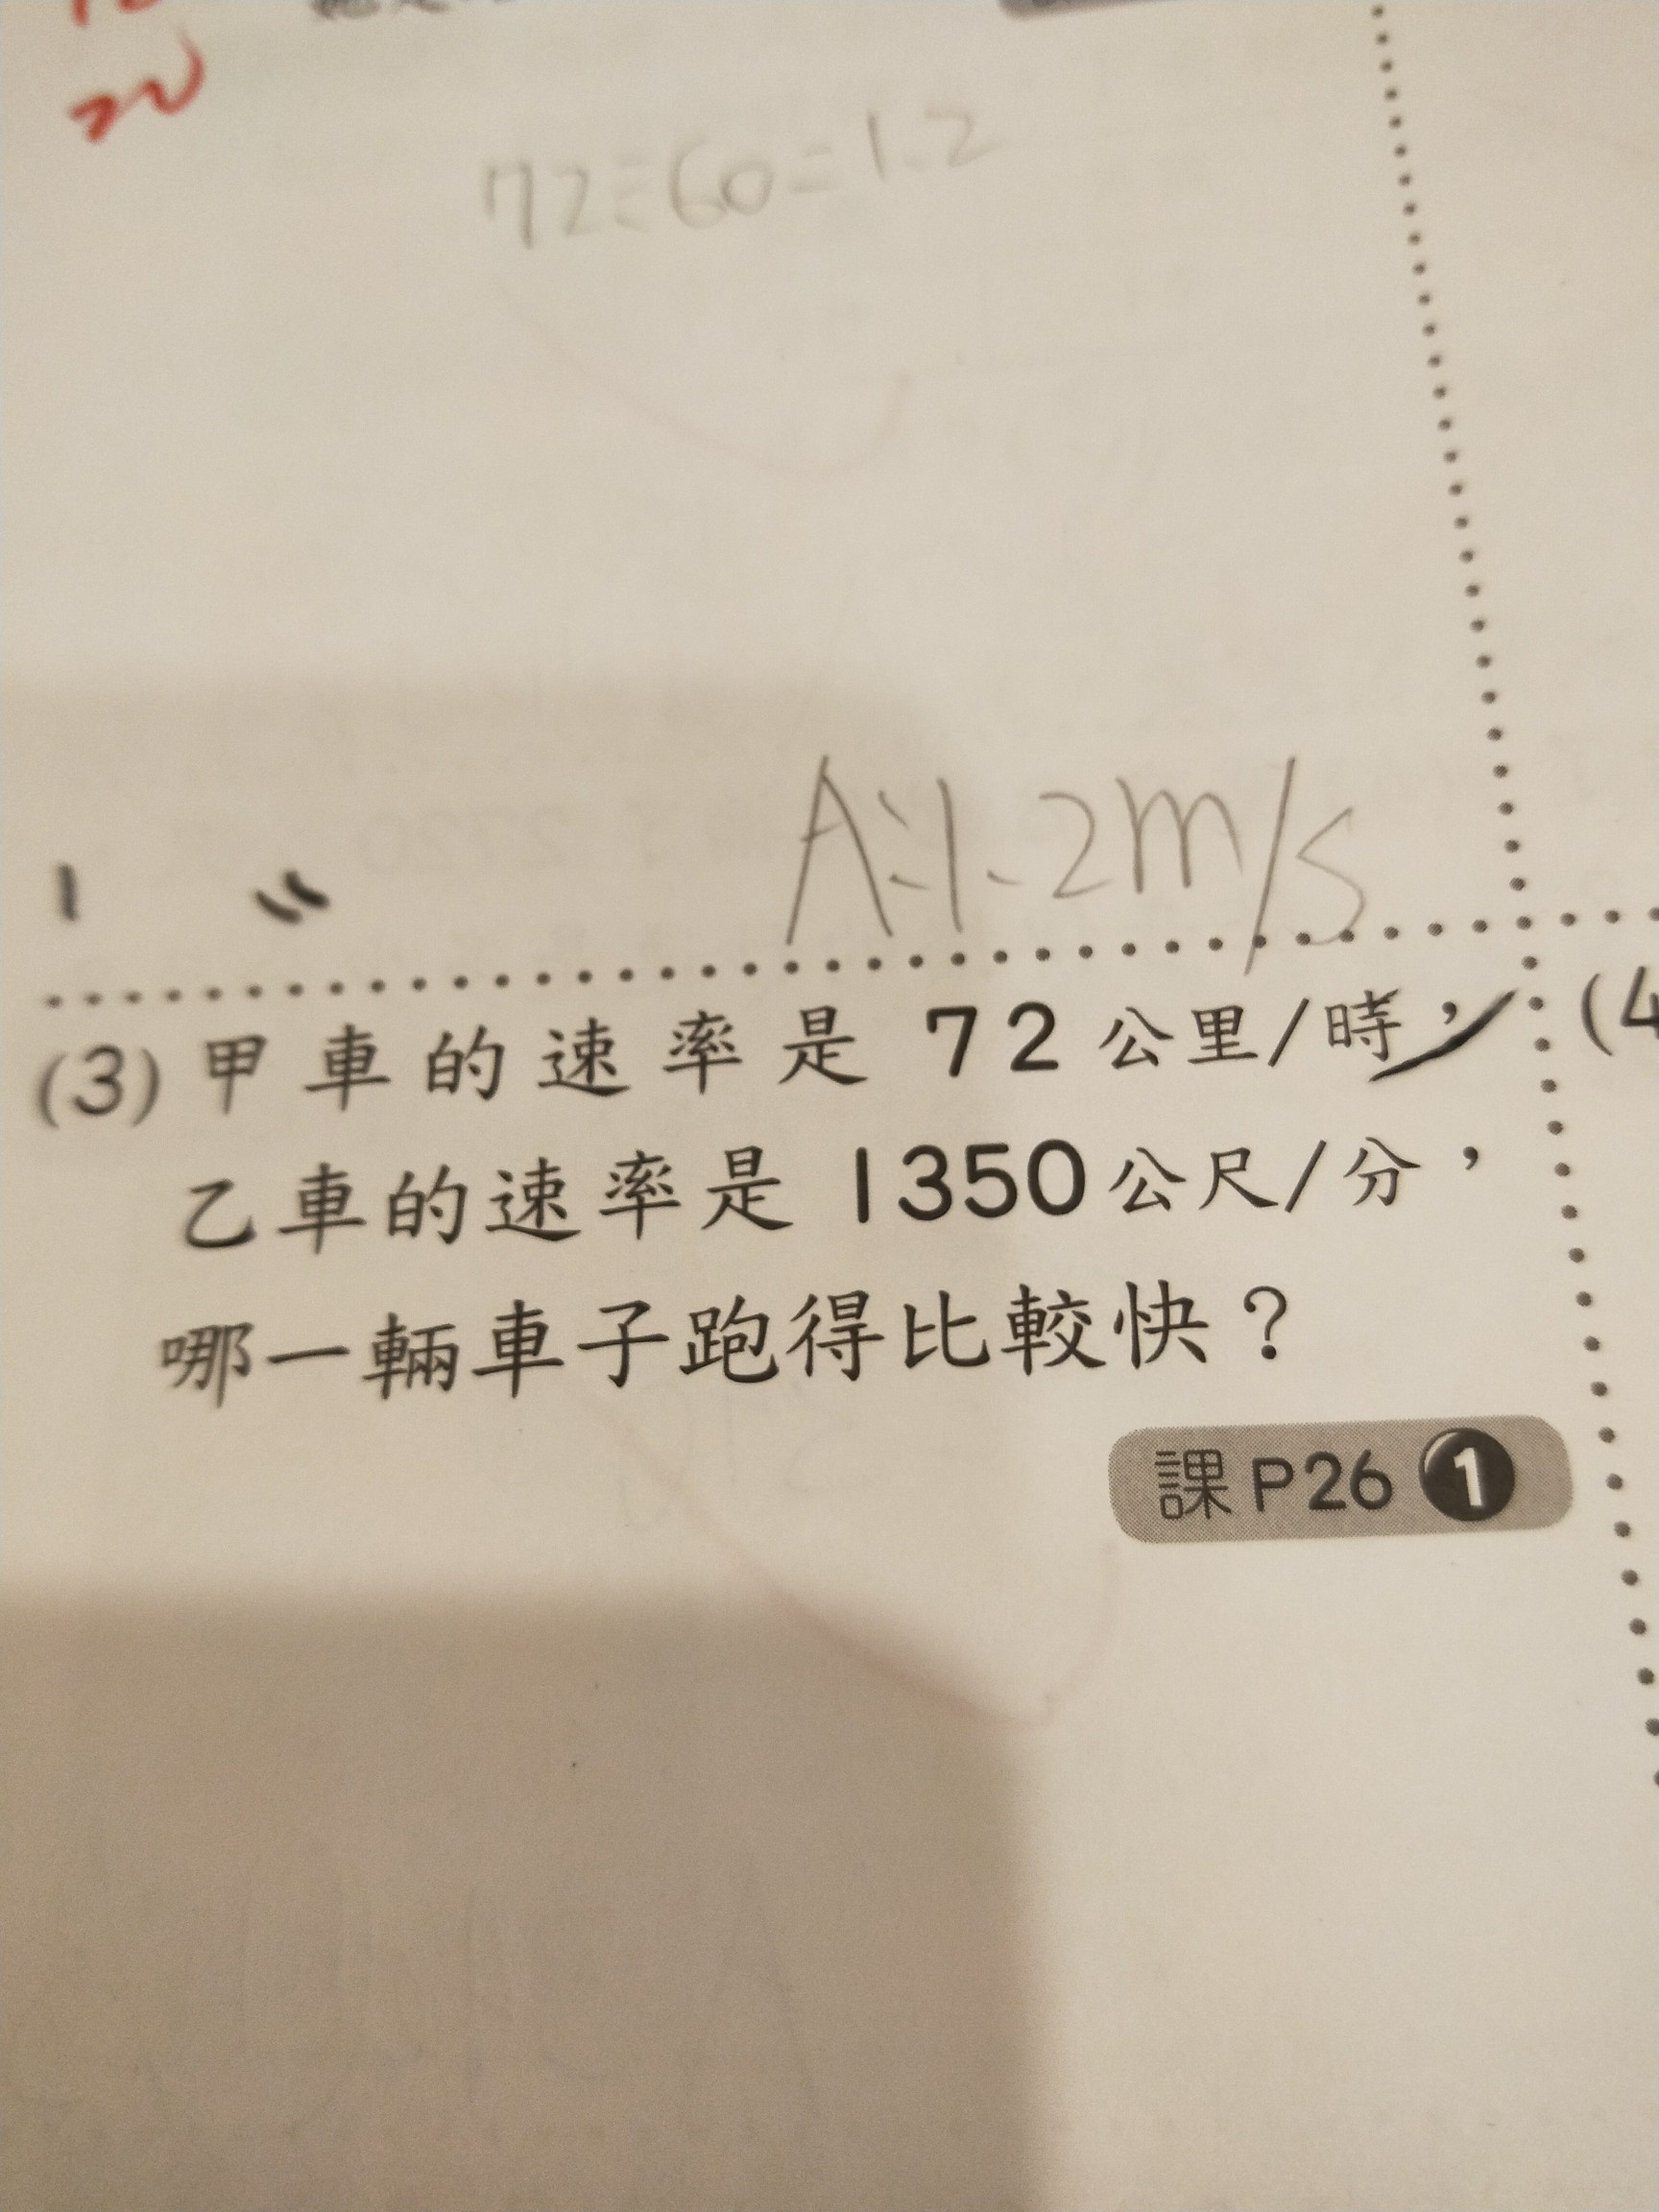 72÷60=1.2
A:1.2m/s
(3)甲車的速率是 72 公里/時，
(4
乙車的速率是 1350 公尺/分，
哪一輛車子跑得比較快？
課 P26 1